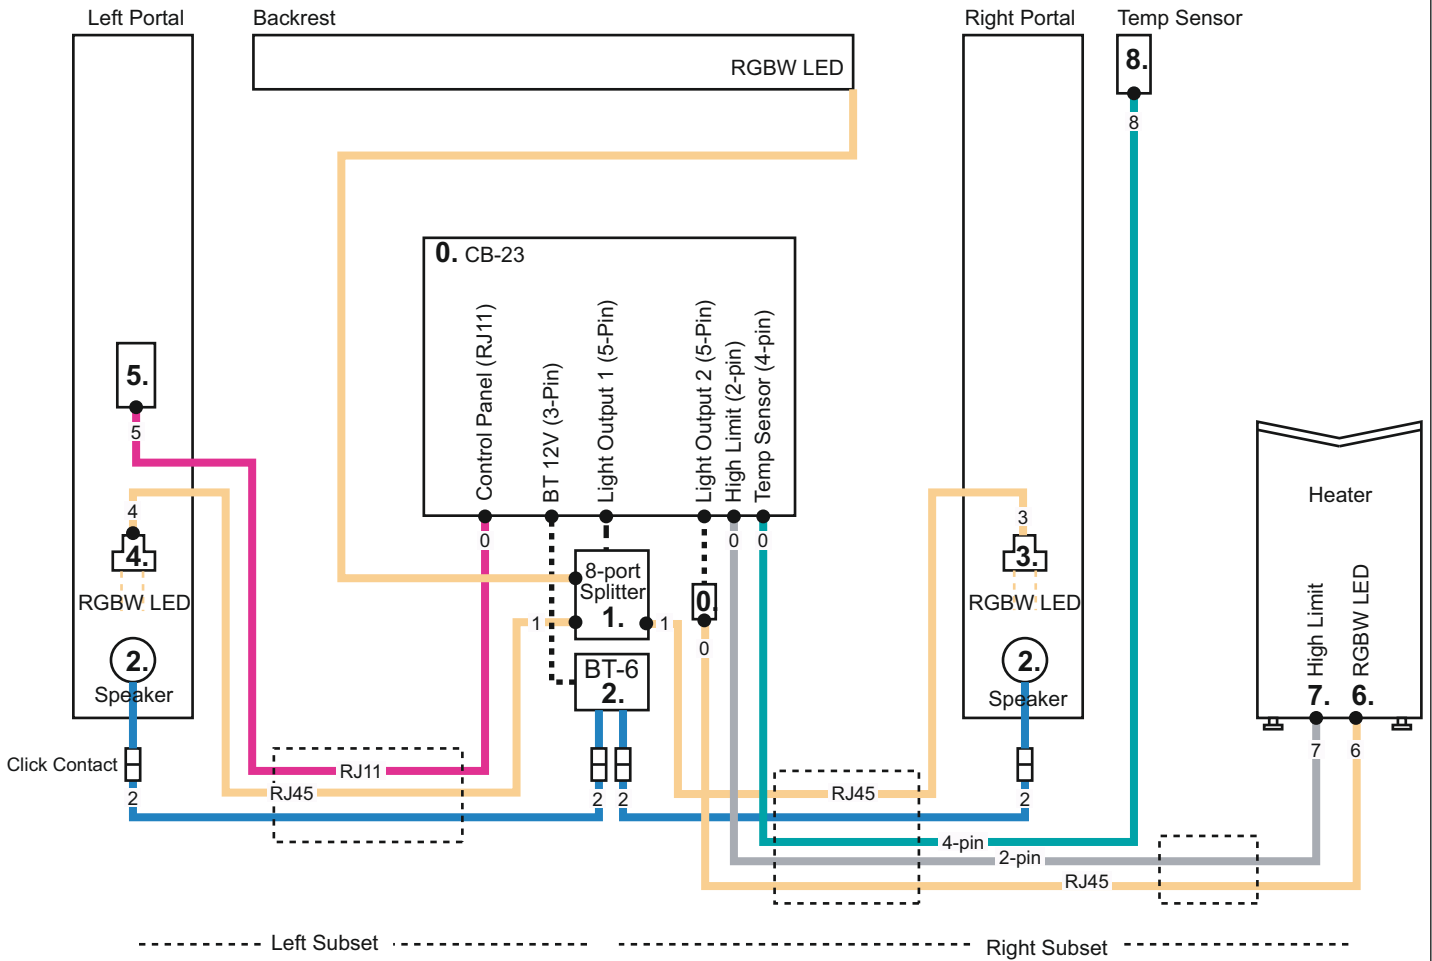 Left Portal
Backrest
Right Portal
Temp Sensor
RGBW LED
8.
8
0. CB-23
Control Panel (RJ11)
BT 12V (3-Pin)
Light Output 1 (5-Pin)
Light Output 2 (5-Pin)
High Limit (2-pin)
Temp Sensor (4-pin)
5.
5
4
4.
RGBW LED
2.
Speaker
0
0
0
8-port
Splitter
1.
1
1
0.
0
BT-6
2.
3
3.
RGBW LED
2.
Speaker
Heater
High Limit
RGBW LED
7.
6.
7
6
Click Contact
2
RJ11
RJ45
2
2
RJ45
2
4-pin
2-pin
RJ45
Left Subset
Right Subset